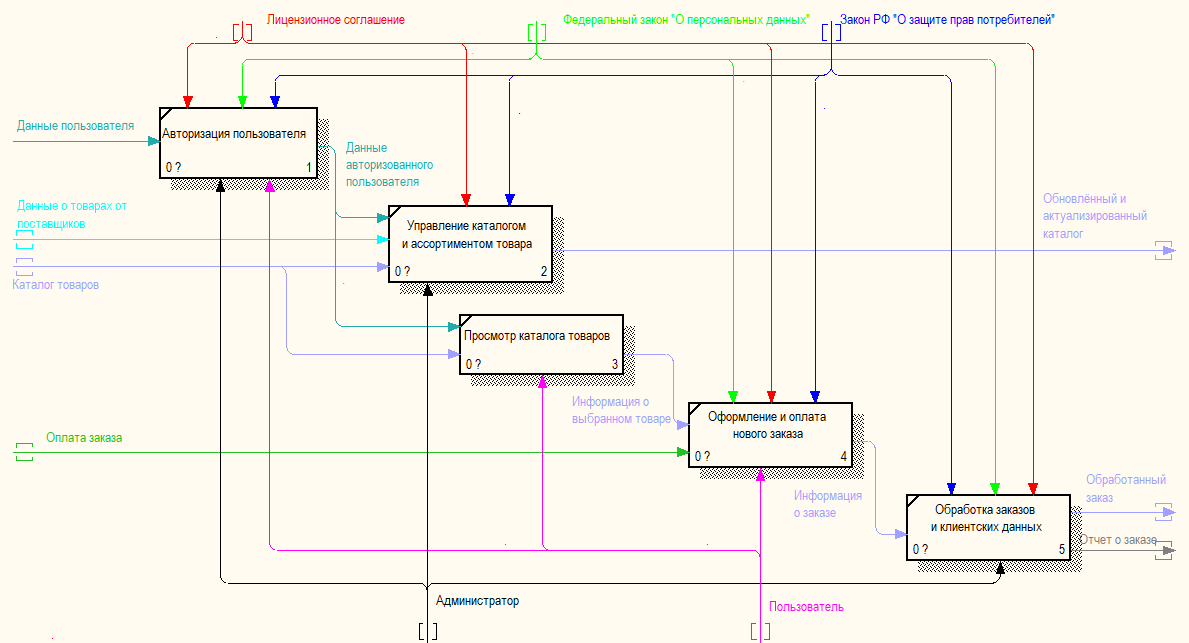 Лицензионное соглашение
Федеральный закон "О персональных данных"
Закон РФ "О защите прав потребителей"
Данные пользователя
Авторизация пользователя
0 ?
1
Данные
авторизованного
пользователя
Данные о товарах от
поставщиков
Каталог товаров
Управление каталогом
и ассортиментом товара
0 ?
2
Обновлённый и
актуализированный
каталог
Просмотр каталога товаров
0 ?
3
Информация о
выбранном товаре
Оформление и оплата
нового заказа
0 ?
4
Оплата заказа
Информация
о заказе
Обработка заказов
и клиентских данных
0 ?
5
Обработанный
заказ
Отчет о заказе
Администратор
Пользователь